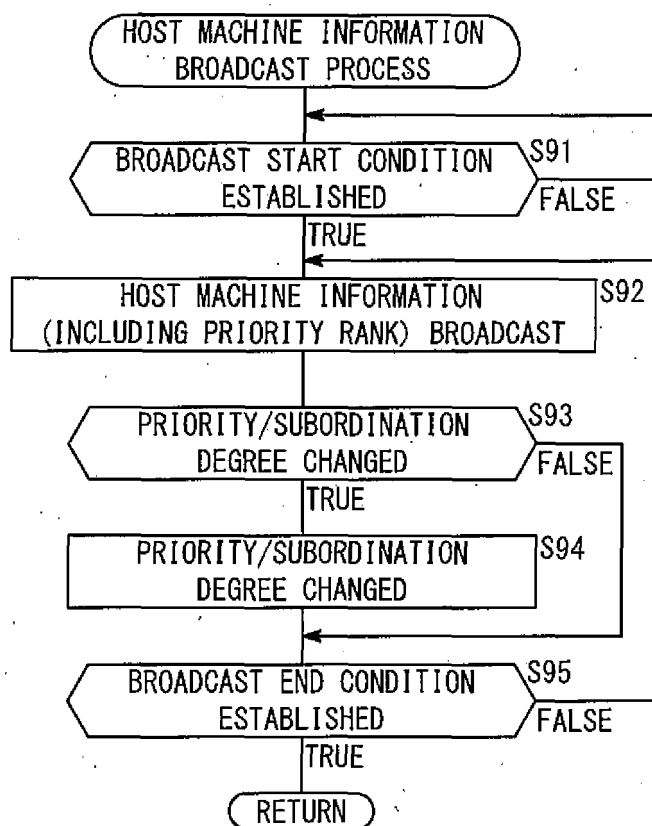 HOST MACHINE INFORMATION
BROADCAST PROCESS
BROADCAST START CONDITION
ESTABLISHED
S91
FALSE
TRUE
HOST MACHINE INFORMATION
(INCLUDING PRIORITY RANK) BROADCAST
S92
PRIORITY/SUBORDINATION
DEGREE CHANGED
S93
FALSE
TRUE
PRIORITY/SUBORDINATION
DEGREE CHANGED
S94
BROADCAST END CONDITION
ESTABLISHED
S95
FALSE
TRUE
RETURN